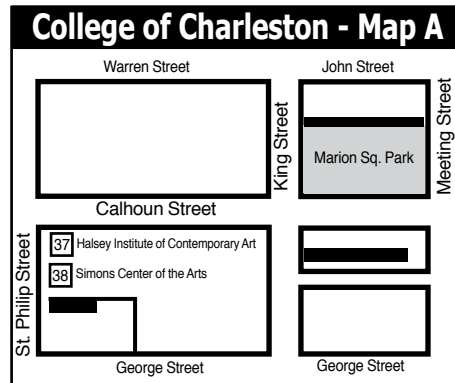 College of Charleston - Map A
Warren Street
John Street
King Street
Marion Sq. Park
Meeting Street
Calhoun Street
St. Philip Street
37 Halsey Institute of Contemporary Art
38 Simons Center of the Arts
George Street
George Street